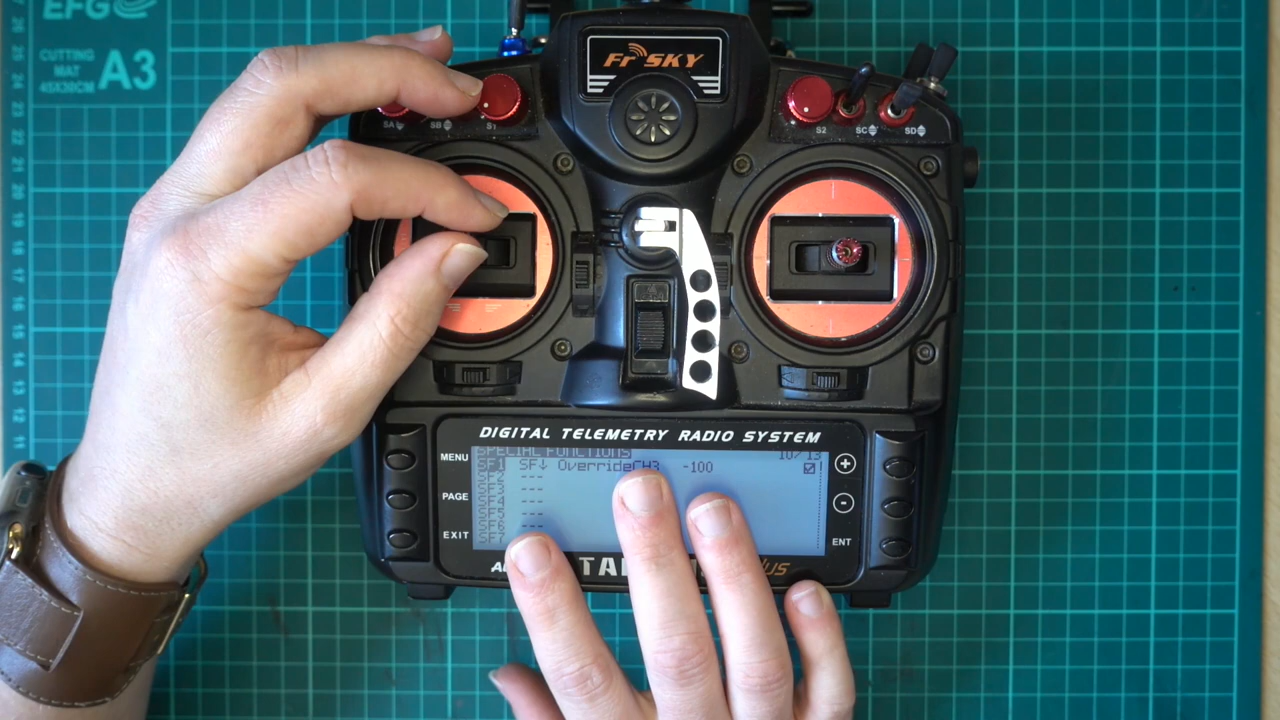 EFG
CUTTING
MAT
45X30CM
A3
FrSKY
SA
SB
S1
S2
SC
SD
DIGITAL TELEMETRY RADIO SYSTEM
MENU
PAGE
EXIT
ENT
SPECIAL FUNCTIONS 10/13
SF1 SF↓ OverrideCH3 -100
SF2 ---
SF3 ---
SF4 ---
SF5 ---
SF6 ---
SF7